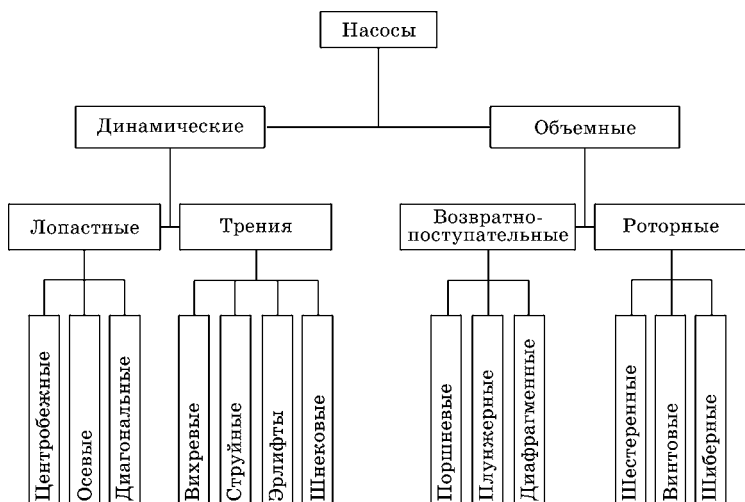 Насосы
Динамические
Объемные
Лопастные
Трения
Возвратно-
поступательные
Роторные
Центробежные
Осевые
Диагональные
Вихревые
Струйные
Эрлифты
Шнековые
Поршневые
Плунжерные
Диафрагменные
Шестеренные
Винтовые
Шиберные